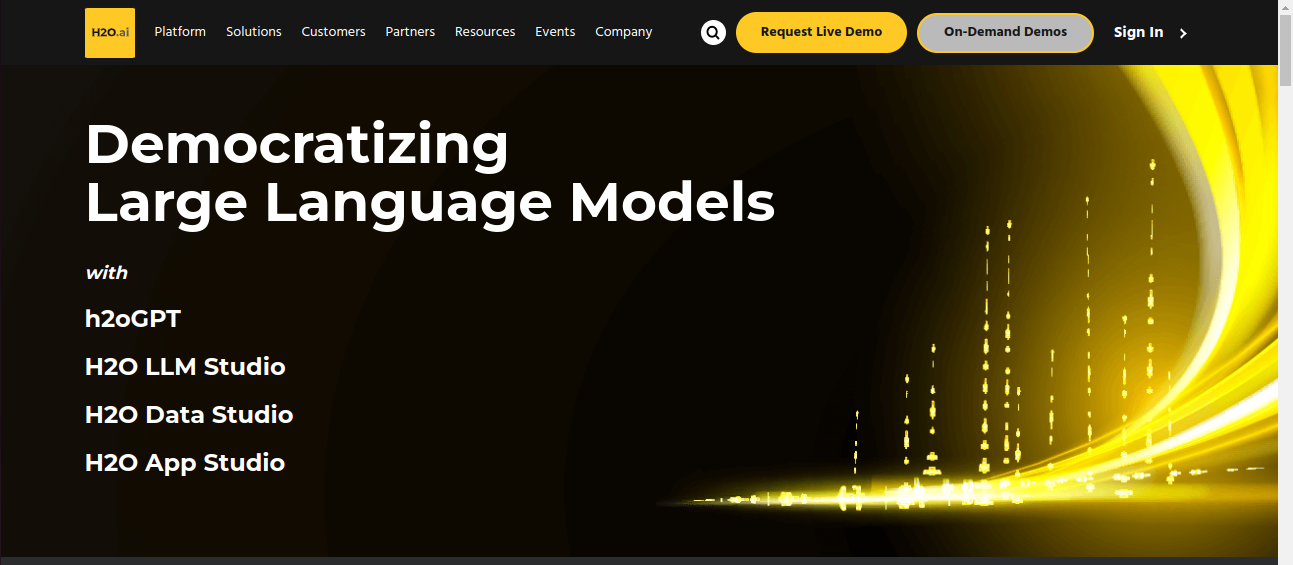 H2O.ai
Platform Solutions Customers Partners Resources Events Company
Request Live Demo
On-Demand Demos
Sign In
Democratizing
Large Language Models
with
h2oGPT
H2O LLM Studio
H2O Data Studio
H2O App Studio